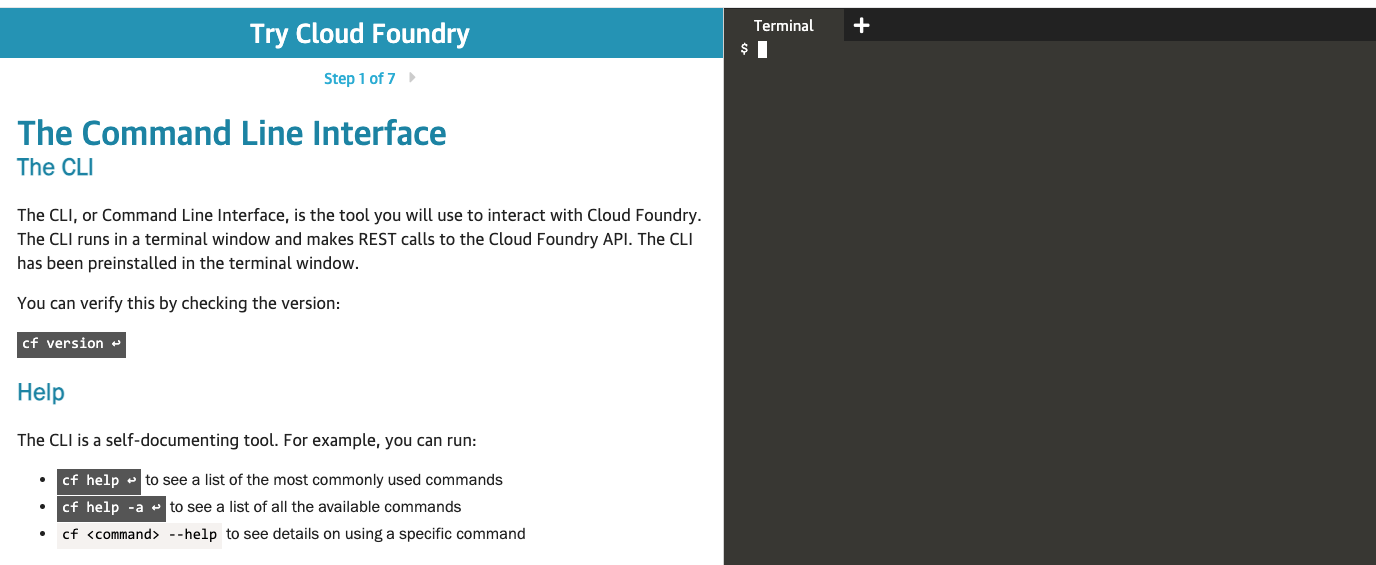 Try Cloud Foundry
Step 1 of 7
The Command Line Interface
The CLI
The CLI, or Command Line Interface, is the tool you will use to interact with Cloud Foundry.
The CLI runs in a terminal window and makes REST calls to the Cloud Foundry API. The CLI
has been preinstalled in the terminal window.
You can verify this by checking the version:
cf version ↩
Help
The CLI is a self-documenting tool. For example, you can run:
• cf help ↩ to see a list of the most commonly used commands
• cf help -a ↩ to see a list of all the available commands
• cf <command> --help to see details on using a specific command
Terminal +
$